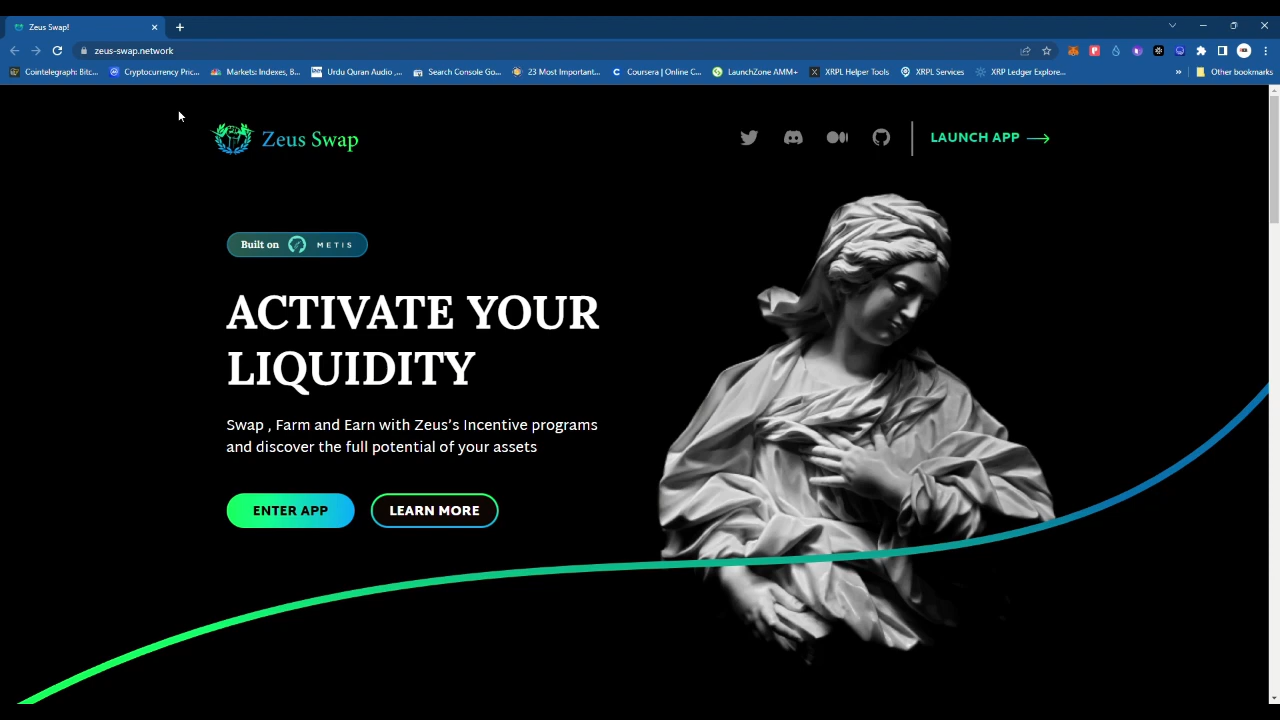 Zeus Swap!
zeus-swap.network
Cointelegraph: Bitc...
Cryptocurrency Pric...
Markets: Indexes, B...
Urdu Quran Audio ,...
Search Console Go...
23 Most Important...
Coursera | Online C...
LaunchZone AMM+
XRPL Helper Tools
XRPL Services
XRP Ledger Explore...
Other bookmarks
Zeus Swap
LAUNCH APP
Built on METIS
ACTIVATE YOUR
LIQUIDITY
Swap , Farm and Earn with Zeus’s Incentive programs
and discover the full potential of your assets
ENTER APP
LEARN MORE